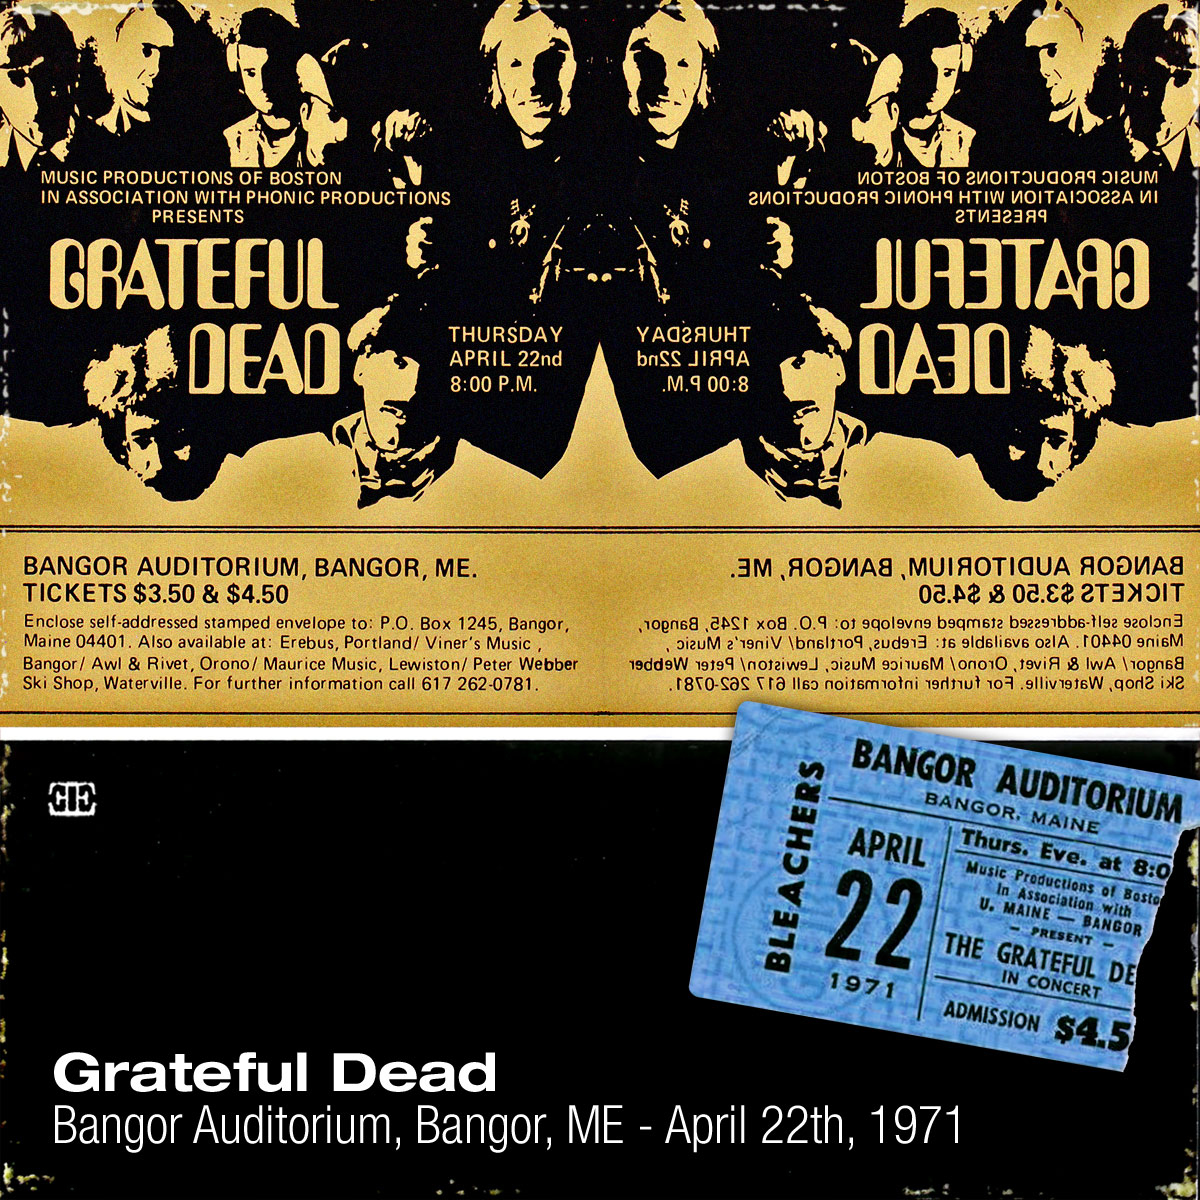 MUSIC PRODUCTIONS OF BOSTON
IN ASSOCIATION WITH PHONIC PRODUCTIONS
PRESENTS
GRATEFUL
DEAD
THURSDAY
APRIL 22nd
8:00 P.M.
MUSIC PRODUCTIONS OF BOSTON
IN ASSOCIATION WITH PHONIC PRODUCTIONS
PRESENTS
GRATEFUL
DEAD
THURSDAY
APRIL 22nd
8:00 P.M.
BANGOR AUDITORIUM, BANGOR, ME.
TICKETS $3.50 & $4.50
Enclose self-addressed stamped envelope to: P.O. Box 1245, Bangor,
Maine 04401. Also available at: Erebus, Portland/ Viner's Music ,
Bangor/ Awl & Rivet, Orono/ Maurice Music, Lewiston/ Peter Webber
Ski Shop, Waterville. For further information call 617 262-0781.
BANGOR AUDITORIUM, BANGOR, ME.
TICKETS $3.50 & $4.50
Enclose self-addressed stamped envelope to: P.O. Box 1245, Bangor,
Maine 04401. Also available at: Erebus, Portland/ Viner's Music ,
Bangor/ Awl & Rivet, Orono/ Maurice Music, Lewiston/ Peter Webber
Ski Shop, Waterville. For further information call 617 262-0781.
BLEACHERS
BANGOR AUDITORIUM
BANGOR, MAINE
APRIL
22
1971
Thurs. Eve. at 8:0
Music Productions of Bosto
In Association with
U. MAINE — BANGOR
— PRESENT —
THE GRATEFUL DE
IN CONCERT
ADMISSION $4.5
Grateful Dead
Bangor Auditorium, Bangor, ME - April 22th, 1971